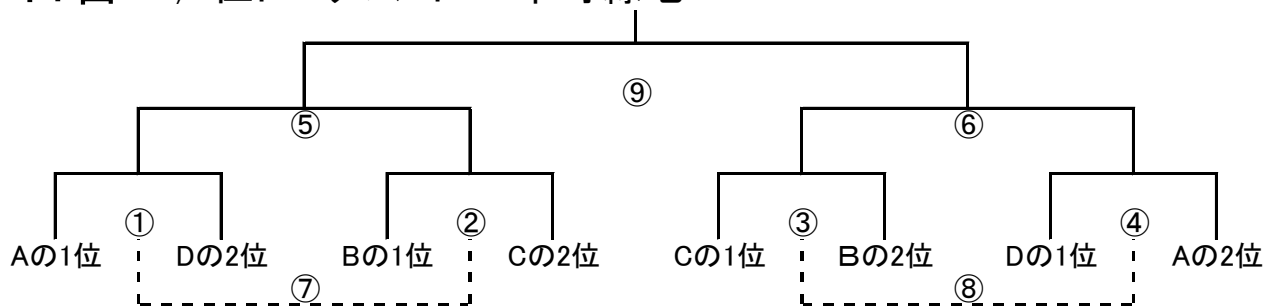 ⑨
⑤ ⑥
① ② ③ ④
Aの1位 Dの2位 Bの1位 Cの2位 Cの1位 Bの2位 Dの1位 Aの2位
⑦ ⑧